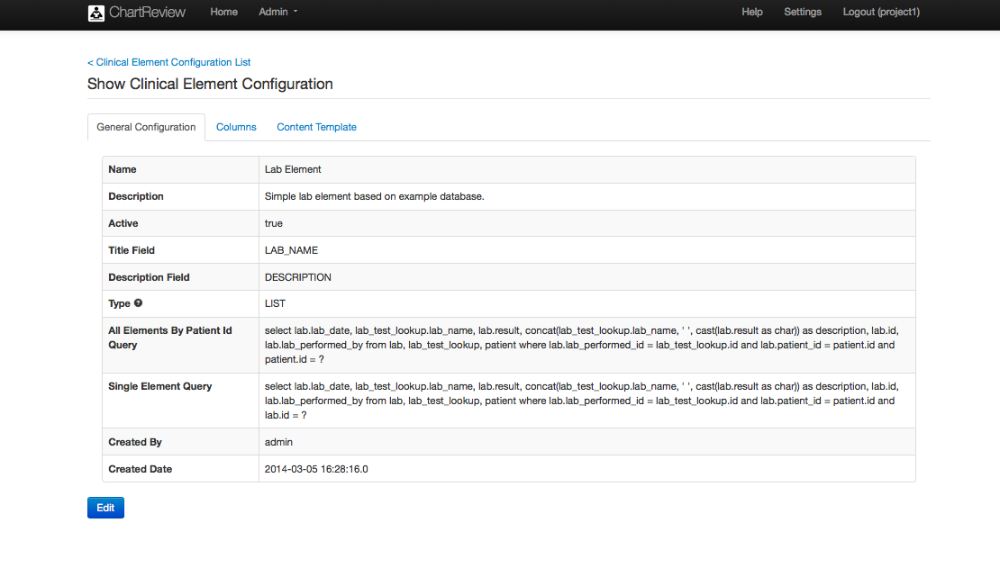 ChartReview Home Admin Help Settings Logout (project1)
< Clinical Element Configuration List
Show Clinical Element Configuration
General Configuration Columns Content Template
Name Lab Element
Description Simple lab element based on example database.
Active true
Title Field LAB_NAME
Description Field DESCRIPTION
Type ? LIST
All Elements By Patient Id Query
select lab.lab_date, lab_test_lookup.lab_name, lab.result, concat(lab_test_lookup.lab_name, ' ', cast(lab.result as char)) as description, lab.id,
lab.lab_performed_by from lab, lab_test_lookup, patient where lab.lab_performed_id = lab_test_lookup.id and lab.patient_id = patient.id and
patient.id = ?
Single Element Query
select lab.lab_date, lab_test_lookup.lab_name, lab.result, concat(lab_test_lookup.lab_name, ' ', cast(lab.result as char)) as description, lab.id,
lab.lab_performed_by from lab, lab_test_lookup, patient where lab.lab_performed_id = lab_test_lookup.id and lab.patient_id = patient.id and
lab.id = ?
Created By admin
Created Date 2014-03-05 16:28:16.0
Edit